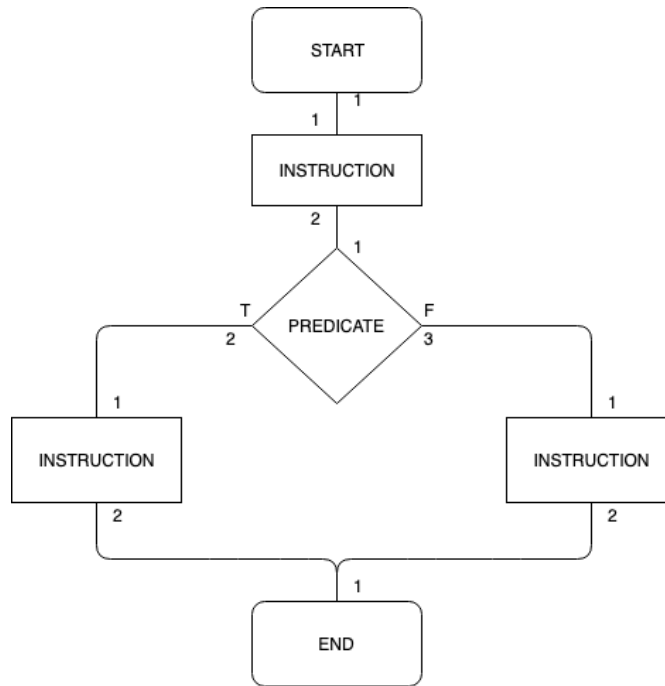 START
1
1
INSTRUCTION
2
1
T
F
PREDICATE
2
3
1
1
INSTRUCTION
INSTRUCTION
2
2
1
END